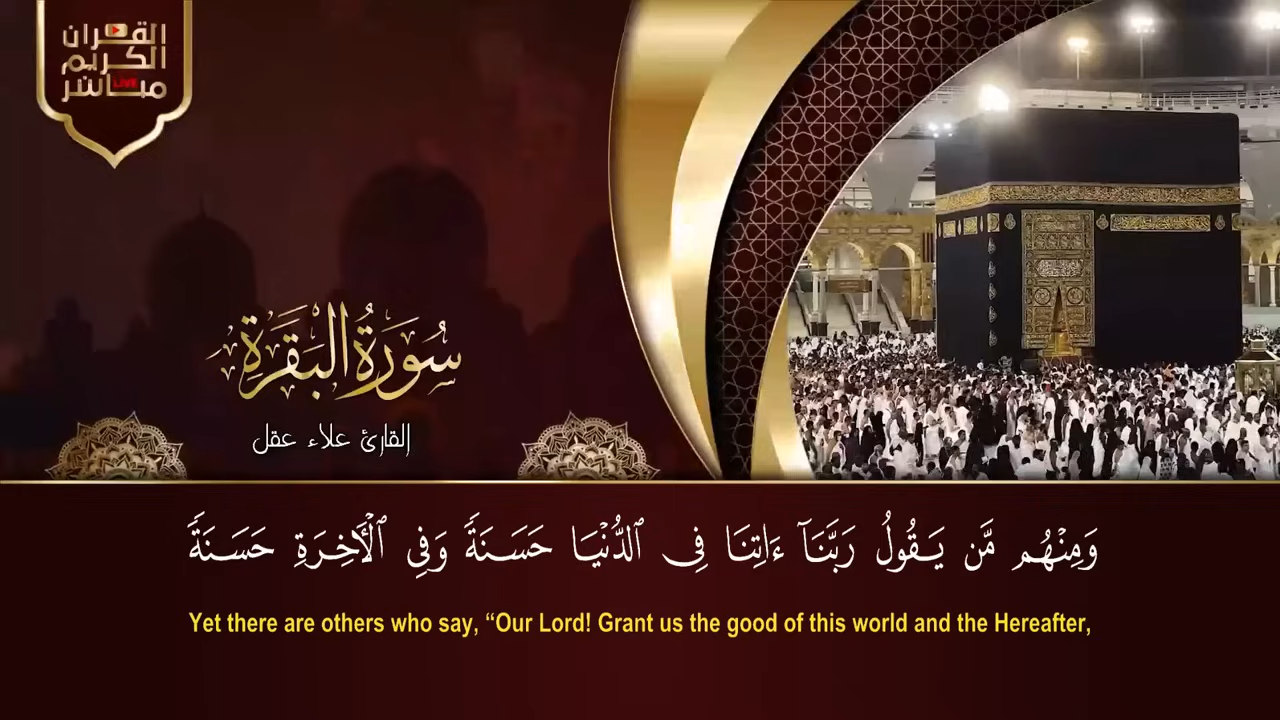 القرآن
الكريم
مباشر
LIVE
سُورَةُ البَقَرَةِ
القارئ علاء عقل
وَمِنْهُم مَّن يَقُولُ رَبَّنَآ ءَاتِنَا فِى ٱلدُّنْيَا حَسَنَةً وَفِى ٱلْأَخِرَةِ حَسَنَةً
Yet there are others who say, “Our Lord! Grant us the good of this world and the Hereafter,